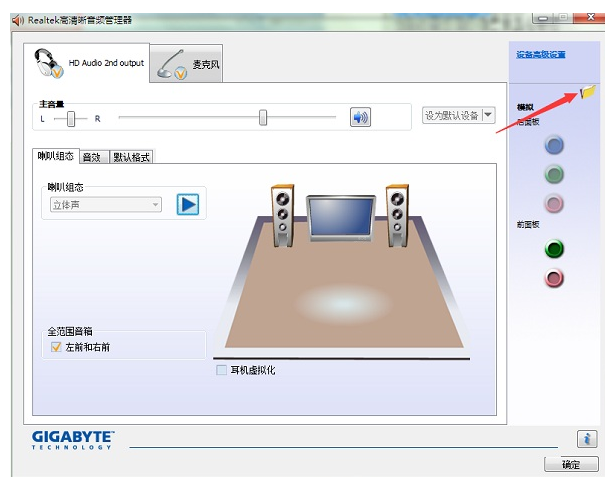 Realtek高清晰音频管理器
HD Audio 2nd output
麦克风
设备高级设置
主音量
L
R
设为默认设备
模拟
后面板
喇叭组态
音效
默认格式
喇叭组态
立体声
前面板
全范围音箱
左前和右前
耳机虚拟化
GIGABYTE™
TECHNOLOGY
i
确定